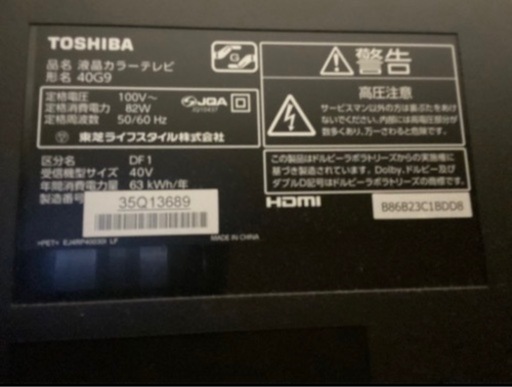 TOSHIBA
品名 液晶カラーテレビ
形名 40G9
定格電圧 100V~
定格消費電力 82W
定格周波数 50/60 Hz
JQA
東芝ライフスタイル株式会社
区分名 DF1
受信機型サイズ 40V
年間消費電力量 63 kWh/年
製造番号
35Q13689
MADE IN CHINA
警告
高圧注意
サービスマン以外の方は裏ぶたをあけ
ないでください。内部には高電圧部分が
数多くあり、万一さわると危険です。
この製品はドルビーラボラトリーズからの実施権に
基づき製造されています。Dolby、ドルビー及び
ダブルD記号はドルビーラボラトリーズの商標です。
HDMI
B86B23C1BDD8